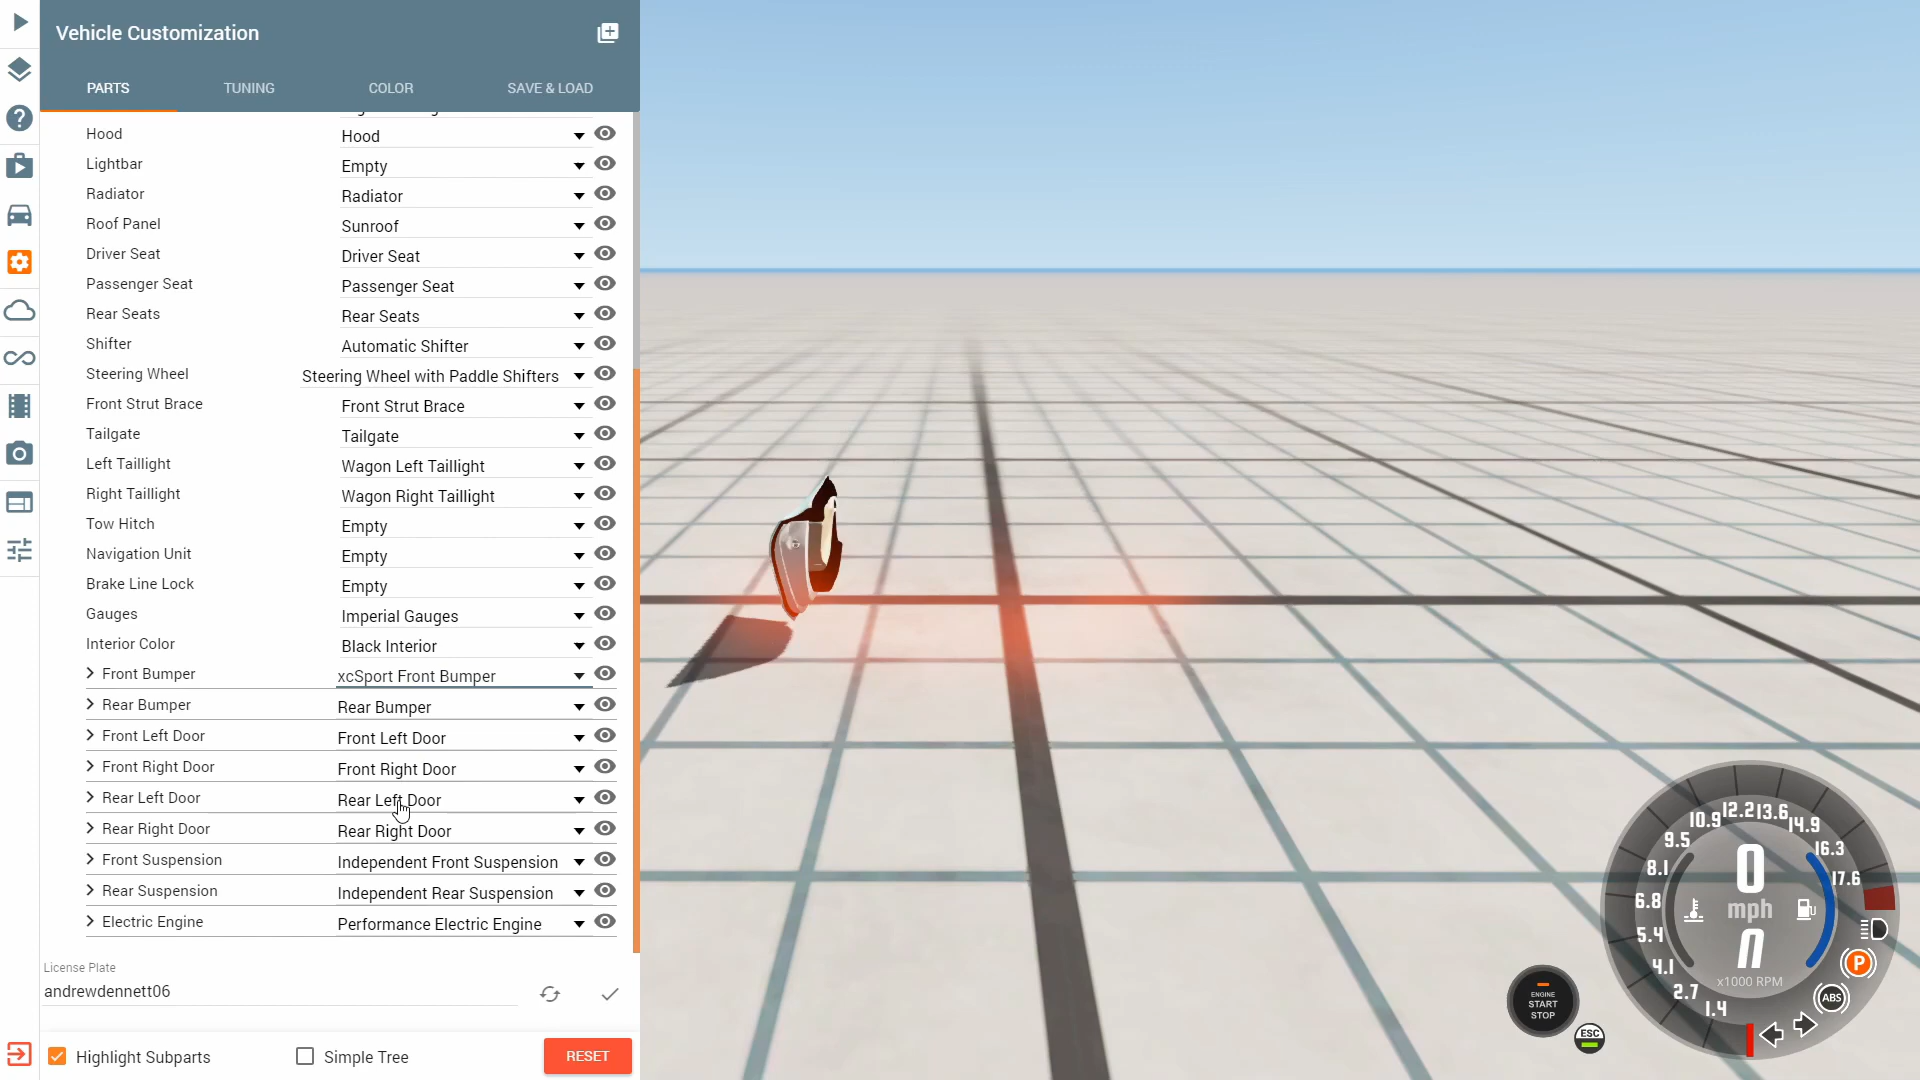 Vehicle Customization
PARTS TUNING COLOR SAVE & LOAD
Hood Hood
Lightbar Empty
Radiator Radiator
Roof Panel Sunroof
Driver Seat Driver Seat
Passenger Seat Passenger Seat
Rear Seats Rear Seats
Shifter Automatic Shifter
Steering Wheel Steering Wheel with Paddle Shifters
Front Strut Brace Front Strut Brace
Tailgate Tailgate
Left Taillight Wagon Left Taillight
Right Taillight Wagon Right Taillight
Tow Hitch Empty
Navigation Unit Empty
Brake Line Lock Empty
Gauges Imperial Gauges
Interior Color Black Interior
Front Bumper xcSport Front Bumper
Rear Bumper Rear Bumper
Front Left Door Front Left Door
Front Right Door Front Right Door
Rear Left Door Rear Left Door
Rear Right Door Rear Right Door
Front Suspension Independent Front Suspension
Rear Suspension Independent Rear Suspension
Electric Engine Performance Electric Engine
License Plate
andrewdennett06
Highlight Subparts Simple Tree RESET
1.4
2.7
4.1
5.4
6.8
8.1
9.5
10.9
12.2
13.6
14.9
16.3
17.6
0
mph
n
x1000 RPM
P
ABS
ENGINE
START
STOP
ESC